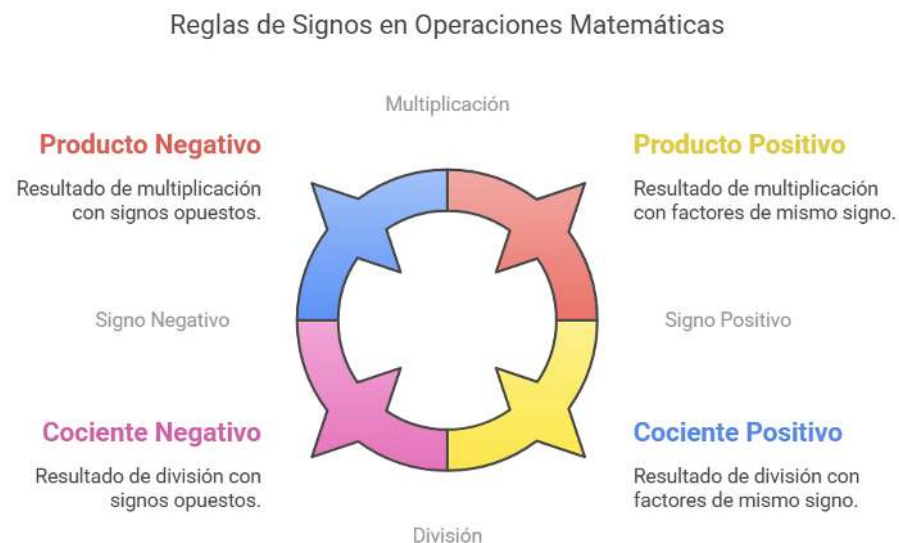 Reglas de Signos en Operaciones Matemáticas
Multiplicación
Producto Negativo
Resultado de multiplicación
con signos opuestos.
Producto Positivo
Resultado de multiplicación
con factores de mismo signo.
Signo Negativo
Signo Positivo
Cociente Negativo
Resultado de división con
signos opuestos.
Cociente Positivo
Resultado de división con
factores de mismo signo.
División